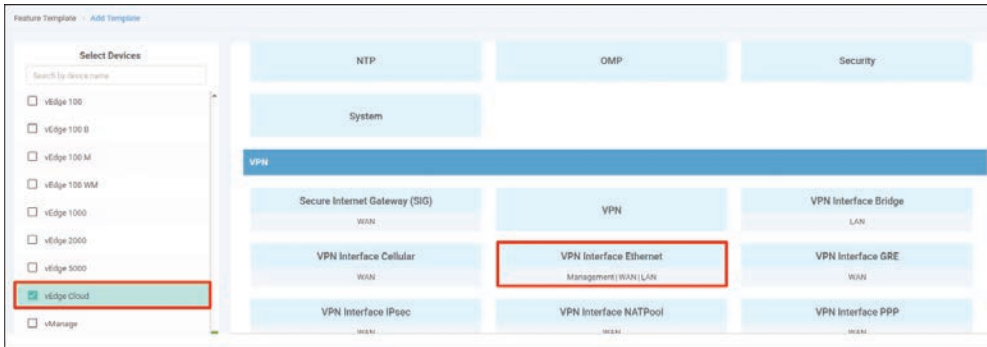 Feature Template > Add Template
Select Devices
Search by device name
vEdge 100
vEdge 100 B
vEdge 100 M
vEdge 100 WM
vEdge 1000
vEdge 2000
vEdge 5000
vEdge Cloud
vManage
NTP
OMP
Security
System
VPN
Secure Internet Gateway (SIG)
WAN
VPN
VPN Interface Bridge
LAN
VPN Interface Cellular
WAN
VPN Interface Ethernet
Management | WAN | LAN
VPN Interface GRE
WAN
VPN Interface IPsec
WAN
VPN Interface NATPool
WAN
VPN Interface PPP
WAN